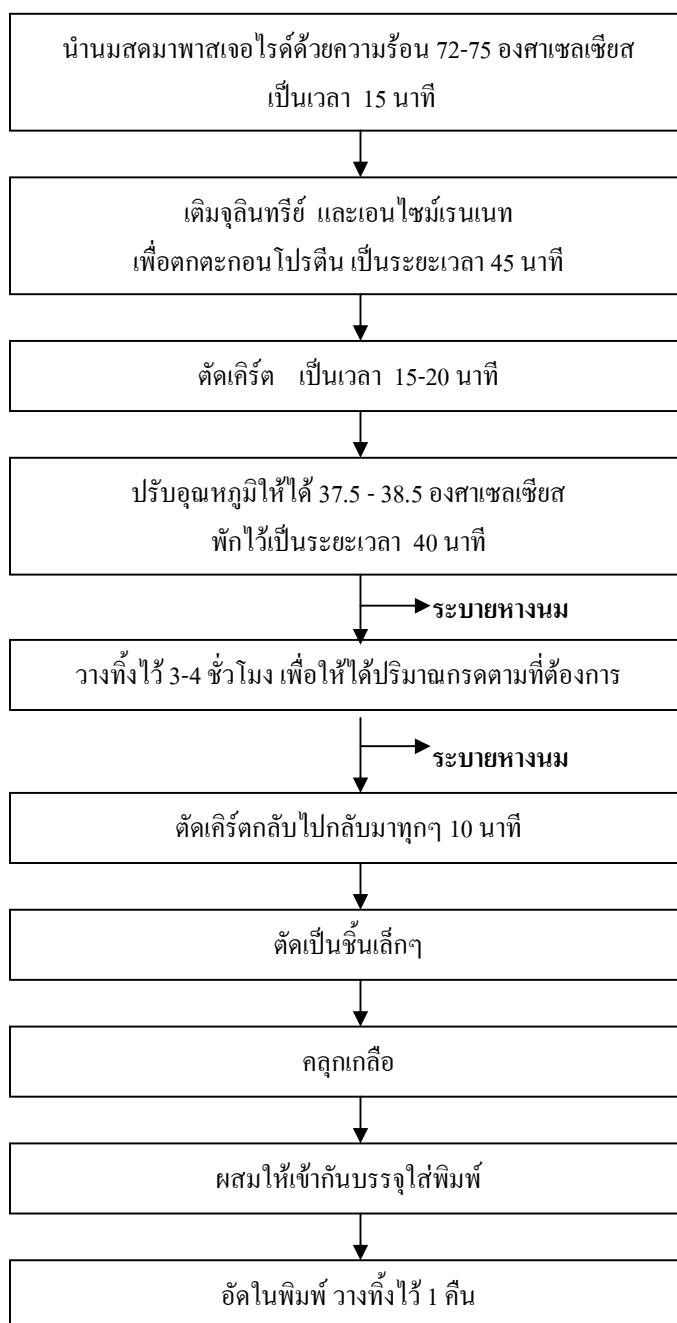 นำนมสดมาพาสเจอไรด์ด้วยความร้อน 72-75 องศาเซลเซียส
เป็นเวลา 15 นาที
เติมจุลินทรีย์ และเอนไซม์เรนเนท
เพื่อตกตะกอนโปรตีน เป็นระยะเวลา 45 นาที
ตัดเคิร์ต เป็นเวลา 15-20 นาที
ปรับอุณหภูมิให้ได้ 37.5 - 38.5 องศาเซลเซียส
พักไว้เป็นระยะเวลา 40 นาที
ระบายหางนม
วางทิ้งไว้ 3-4 ชั่วโมง เพื่อให้ได้ปริมาณกรดตามที่ต้องการ
ระบายหางนม
ตัดเคิร์ตกลับไปกลับมาทุกๆ 10 นาที
ตัดเป็นชิ้นเล็กๆ
คลุกเกลือ
ผสมให้เข้ากันบรรจุใส่พิมพ์
อัดในพิมพ์ วางทิ้งไว้ 1 คืน